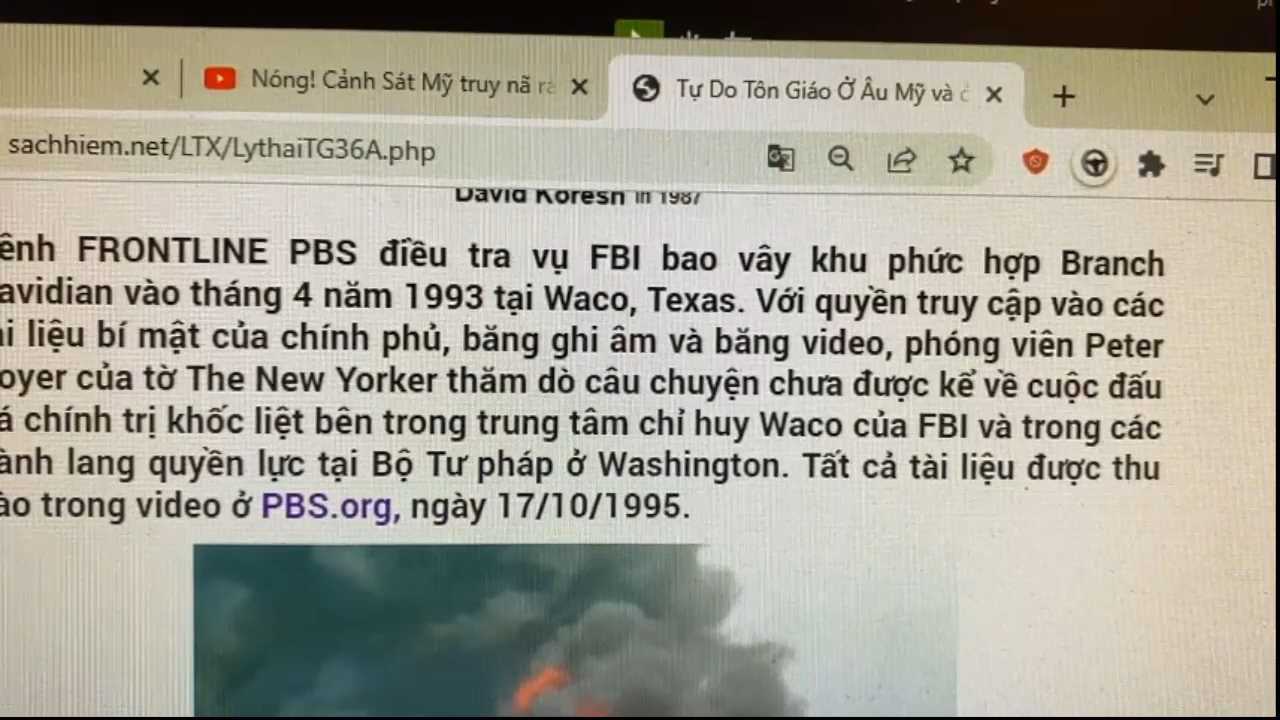 Nóng! Cảnh Sát Mỹ truy nã ra
Tự Do Tôn Giáo Ở Âu Mỹ và
sachhiem.net/LTX/LythaiTG36A.php
David Koresh in 1987
ênh FRONTLINE PBS điều tra vụ FBI bao vây khu phức hợp Branch
avidian vào tháng 4 năm 1993 tại Waco, Texas. Với quyền truy cập vào các
i liệu bí mật của chính phủ, băng ghi âm và băng video, phóng viên Peter
oyer của tờ The New Yorker thăm dò câu chuyện chưa được kể về cuộc đấu
á chính trị khốc liệt bên trong trung tâm chỉ huy Waco của FBI và trong các
ành lang quyền lực tại Bộ Tư pháp ở Washington. Tất cả tài liệu được thu
ào trong video ở PBS.org, ngày 17/10/1995.